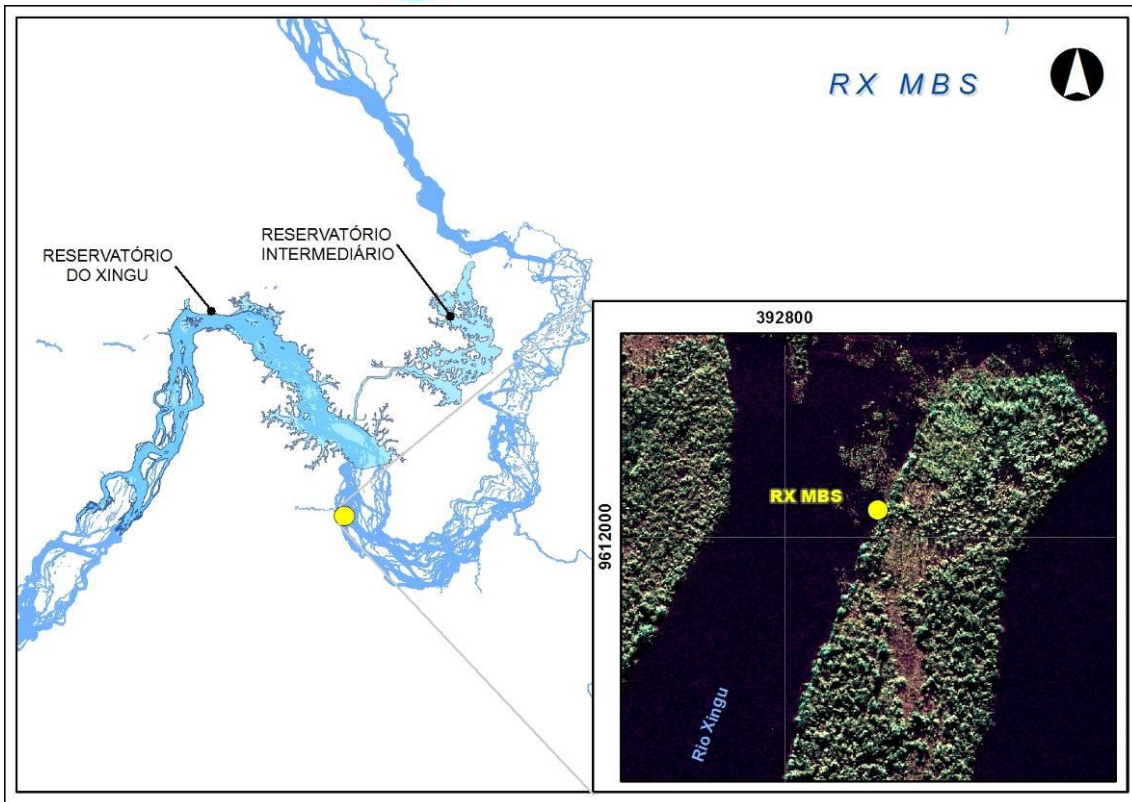 RX MBS
RESERVATÓRIO
DO XINGU
RESERVATÓRIO
INTERMEDIÁRIO
392800
9612000
RX MBS
Rio Xingu